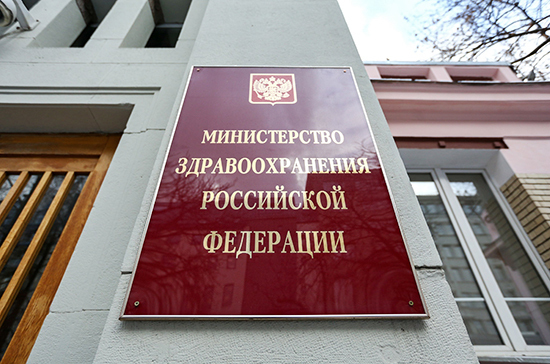 МИНИСТЕРСТВО
ЗДРАВООХРАНЕНИЯ
РОССИЙСКОЙ
ФЕДЕРАЦИИ